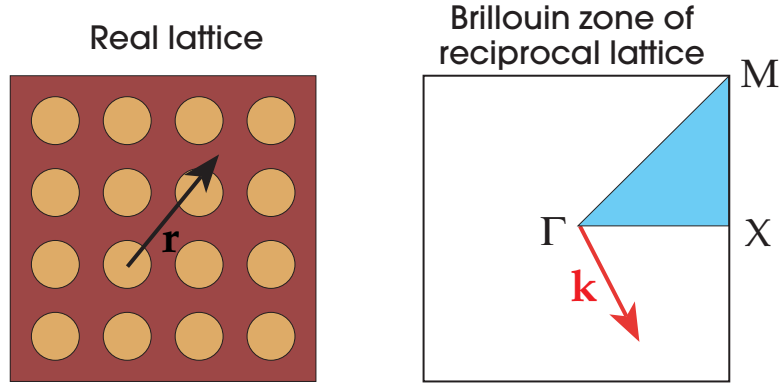 Real lattice
Brillouin zone of
reciprocal lattice
M
r
Γ
X
k